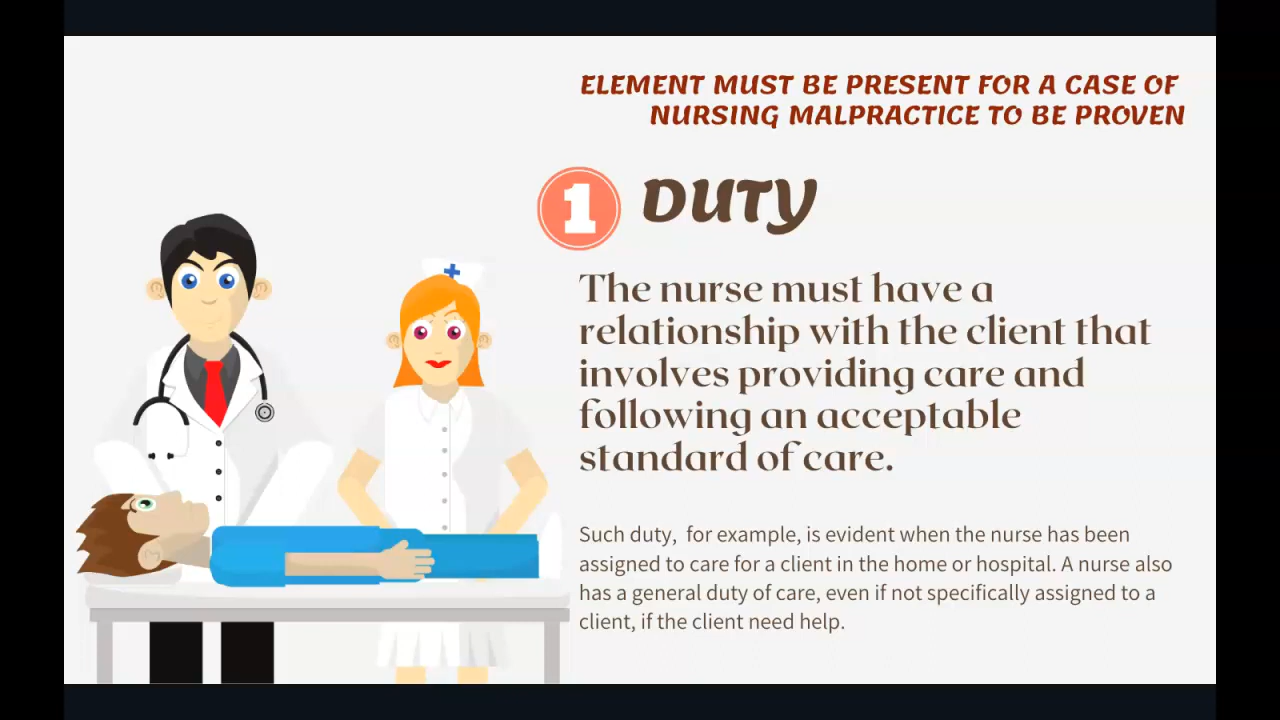 ELEMENT MUST BE PRESENT FOR A CASE OF
NURSING MALPRACTICE TO BE PROVEN
1 DUTY
The nurse must have a
relationship with the client that
involves providing care and
following an acceptable
standard of care.
Such duty, for example, is evident when the nurse has been
assigned to care for a client in the home or hospital. A nurse also
has a general duty of care, even if not specifically assigned to a
client, if the client need help.